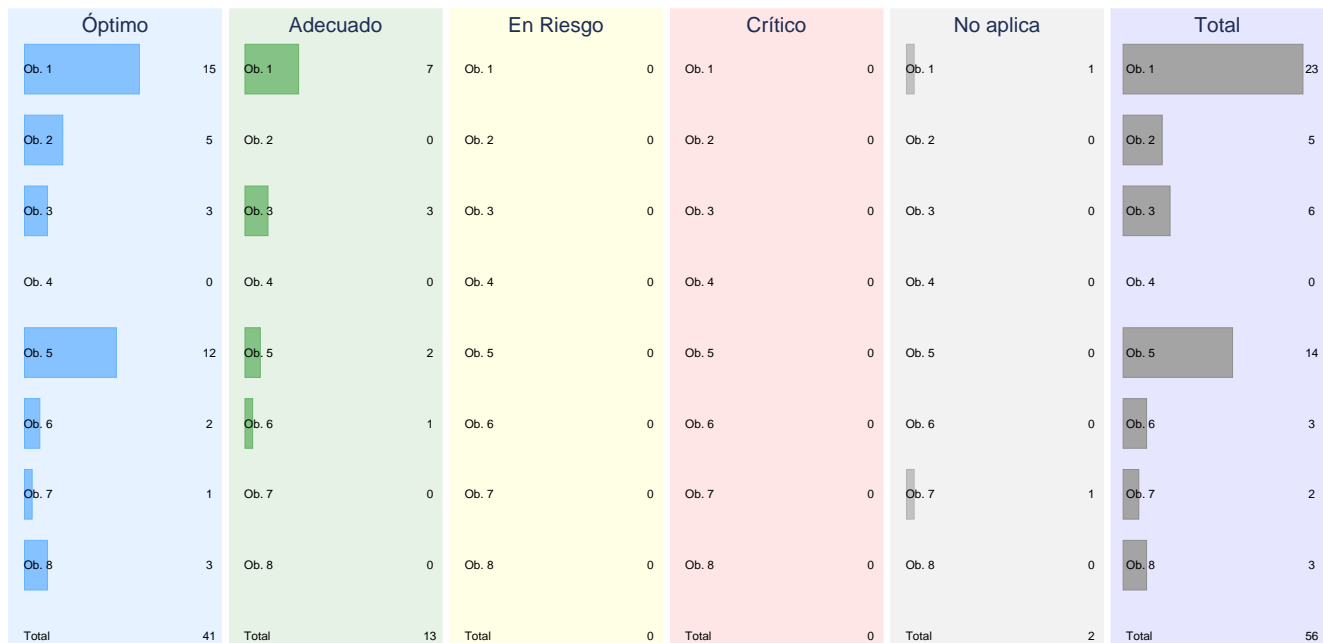 Óptimo Adecuado En Riesgo Crítico No aplica Total
Ob. 1 15 Ob. 1 7 Ob. 1 0 Ob. 1 0 Ob. 1 1 Ob. 1 23
Ob. 2 5 Ob. 2 0 Ob. 2 0 Ob. 2 0 Ob. 2 0 Ob. 2 5
Ob. 3 3 Ob. 3 3 Ob. 3 0 Ob. 3 0 Ob. 3 0 Ob. 3 6
Ob. 4 0 Ob. 4 0 Ob. 4 0 Ob. 4 0 Ob. 4 0 Ob. 4 0
Ob. 5 12 Ob. 5 2 Ob. 5 0 Ob. 5 0 Ob. 5 0 Ob. 5 14
Ob. 6 2 Ob. 6 1 Ob. 6 0 Ob. 6 0 Ob. 6 0 Ob. 6 3
Ob. 7 1 Ob. 7 0 Ob. 7 0 Ob. 7 0 Ob. 7 1 Ob. 7 2
Ob. 8 3 Ob. 8 0 Ob. 8 0 Ob. 8 0 Ob. 8 0 Ob. 8 3
Total 41 Total 13 Total 0 Total 0 Total 2 Total 56